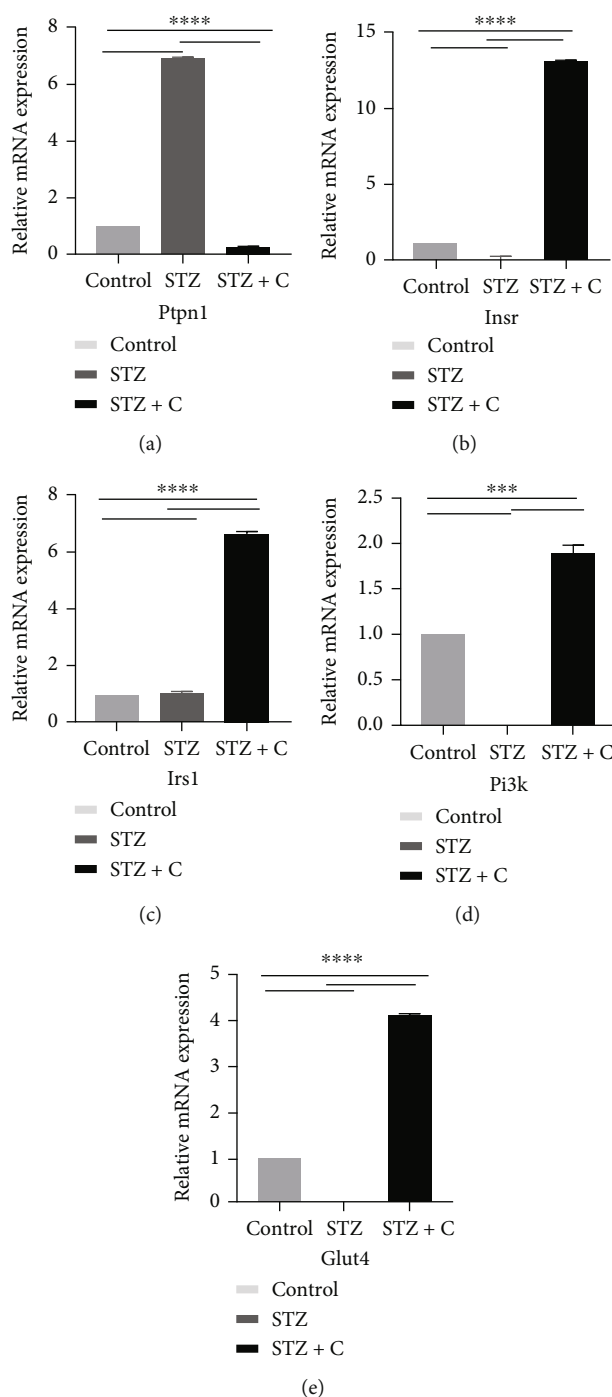 ****
Relative mRNA expression
8
6
4
2
0
Control STZ STZ + C
Ptpn1
Control
STZ
STZ + C
(a)
****
Relative mRNA expression
15
10
5
0
Control STZ STZ + C
Insr
Control
STZ
STZ + C
(b)
****
Relative mRNA expression
8
6
4
2
0
Control STZ STZ + C
Irs1
Control
STZ
STZ + C
(c)
***
Relative mRNA expression
2.5
2.0
1.5
1.0
0.5
0.0
Control STZ STZ + C
Pi3k
Control
STZ
STZ + C
(d)
****
Relative mRNA expression
5
4
3
2
1
0
Control STZ STZ + C
Glut4
Control
STZ
STZ + C
(e)